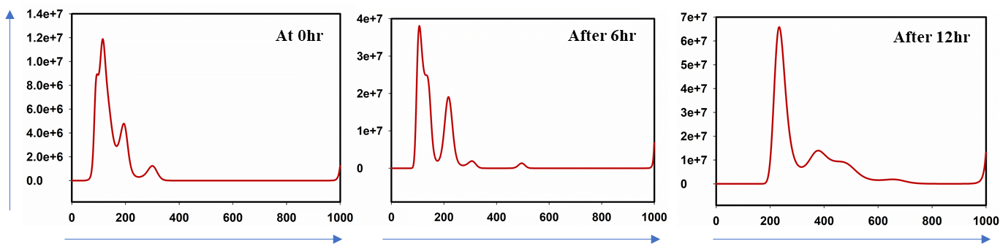 At 0hr
1.4e+7
1.2e+7
1.0e+7
8.0e+6
6.0e+6
4.0e+6
2.0e+6
0.0
0 200 400 600 800 1000
After 6hr
4e+7
3e+7
2e+7
1e+7
0
0 200 400 600 800 1000
After 12hr
7e+7
6e+7
5e+7
4e+7
3e+7
2e+7
1e+7
0
0 200 400 600 800 1000